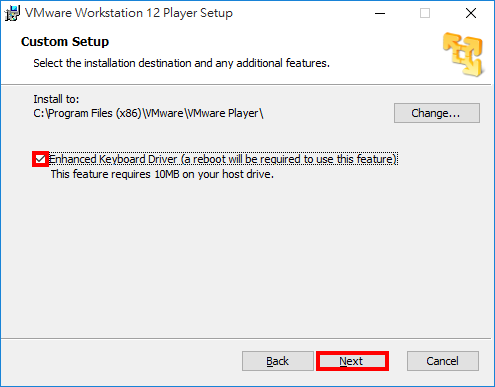 VMware Workstation 12 Player Setup
Custom Setup
Select the installation destination and any additional features.
Install to:
C:\Program Files (x86)\VMware\VMware Player\
Change...
Enhanced Keyboard Driver (a reboot will be required to use this feature)
This feature requires 10MB on your host drive.
Back Next Cancel